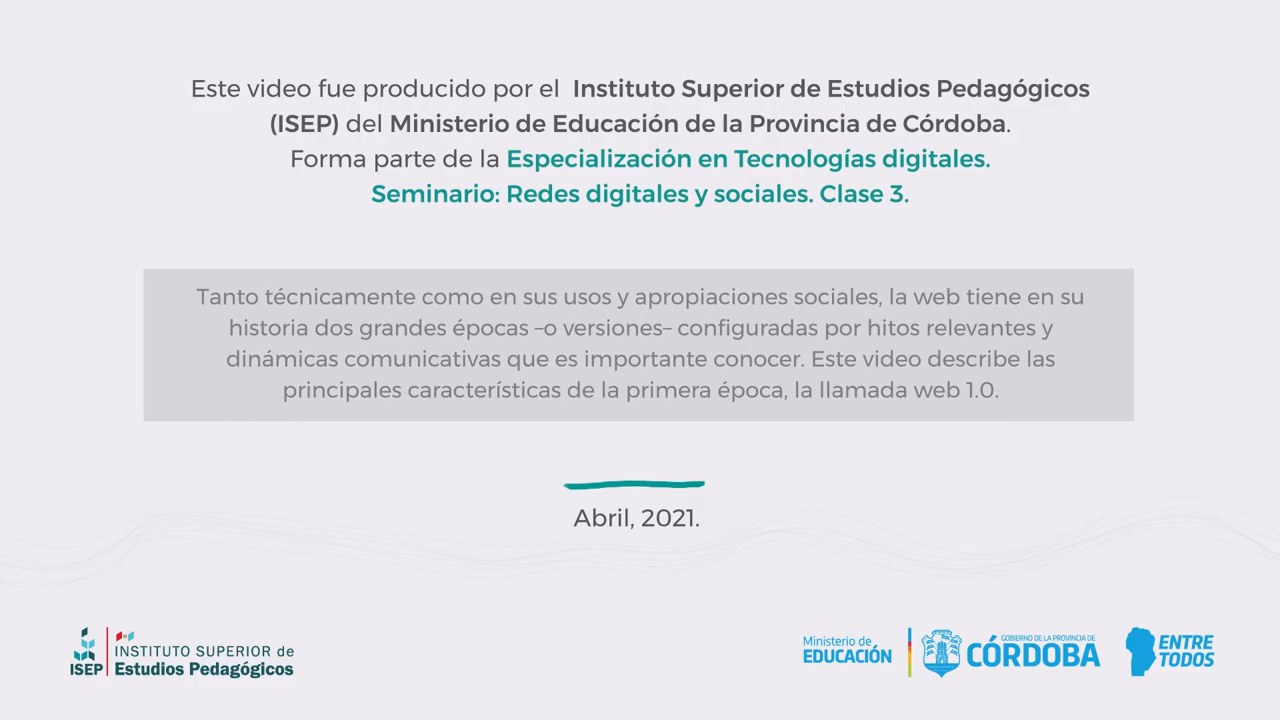 Este video fue producido por el Instituto Superior de Estudios Pedagógicos
(ISEP) del Ministerio de Educación de la Provincia de Córdoba.
Forma parte de la Especialización en Tecnologías digitales.
Seminario: Redes digitales y sociales. Clase 3.
Tanto técnicamente como en sus usos y apropiaciones sociales, la web tiene en su
historia dos grandes épocas –o versiones– configuradas por hitos relevantes y
dinámicas comunicativas que es importante conocer. Este video describe las
principales características de la primera época, la llamada web 1.0.
Abril, 2021.
ISEP
INSTITUTO SUPERIOR de
Estudios Pedagógicos
Ministerio de
EDUCACIÓN
GOBIERNO DE LA PROVINCIA DE
CÓRDOBA
ENTRE
TODOS